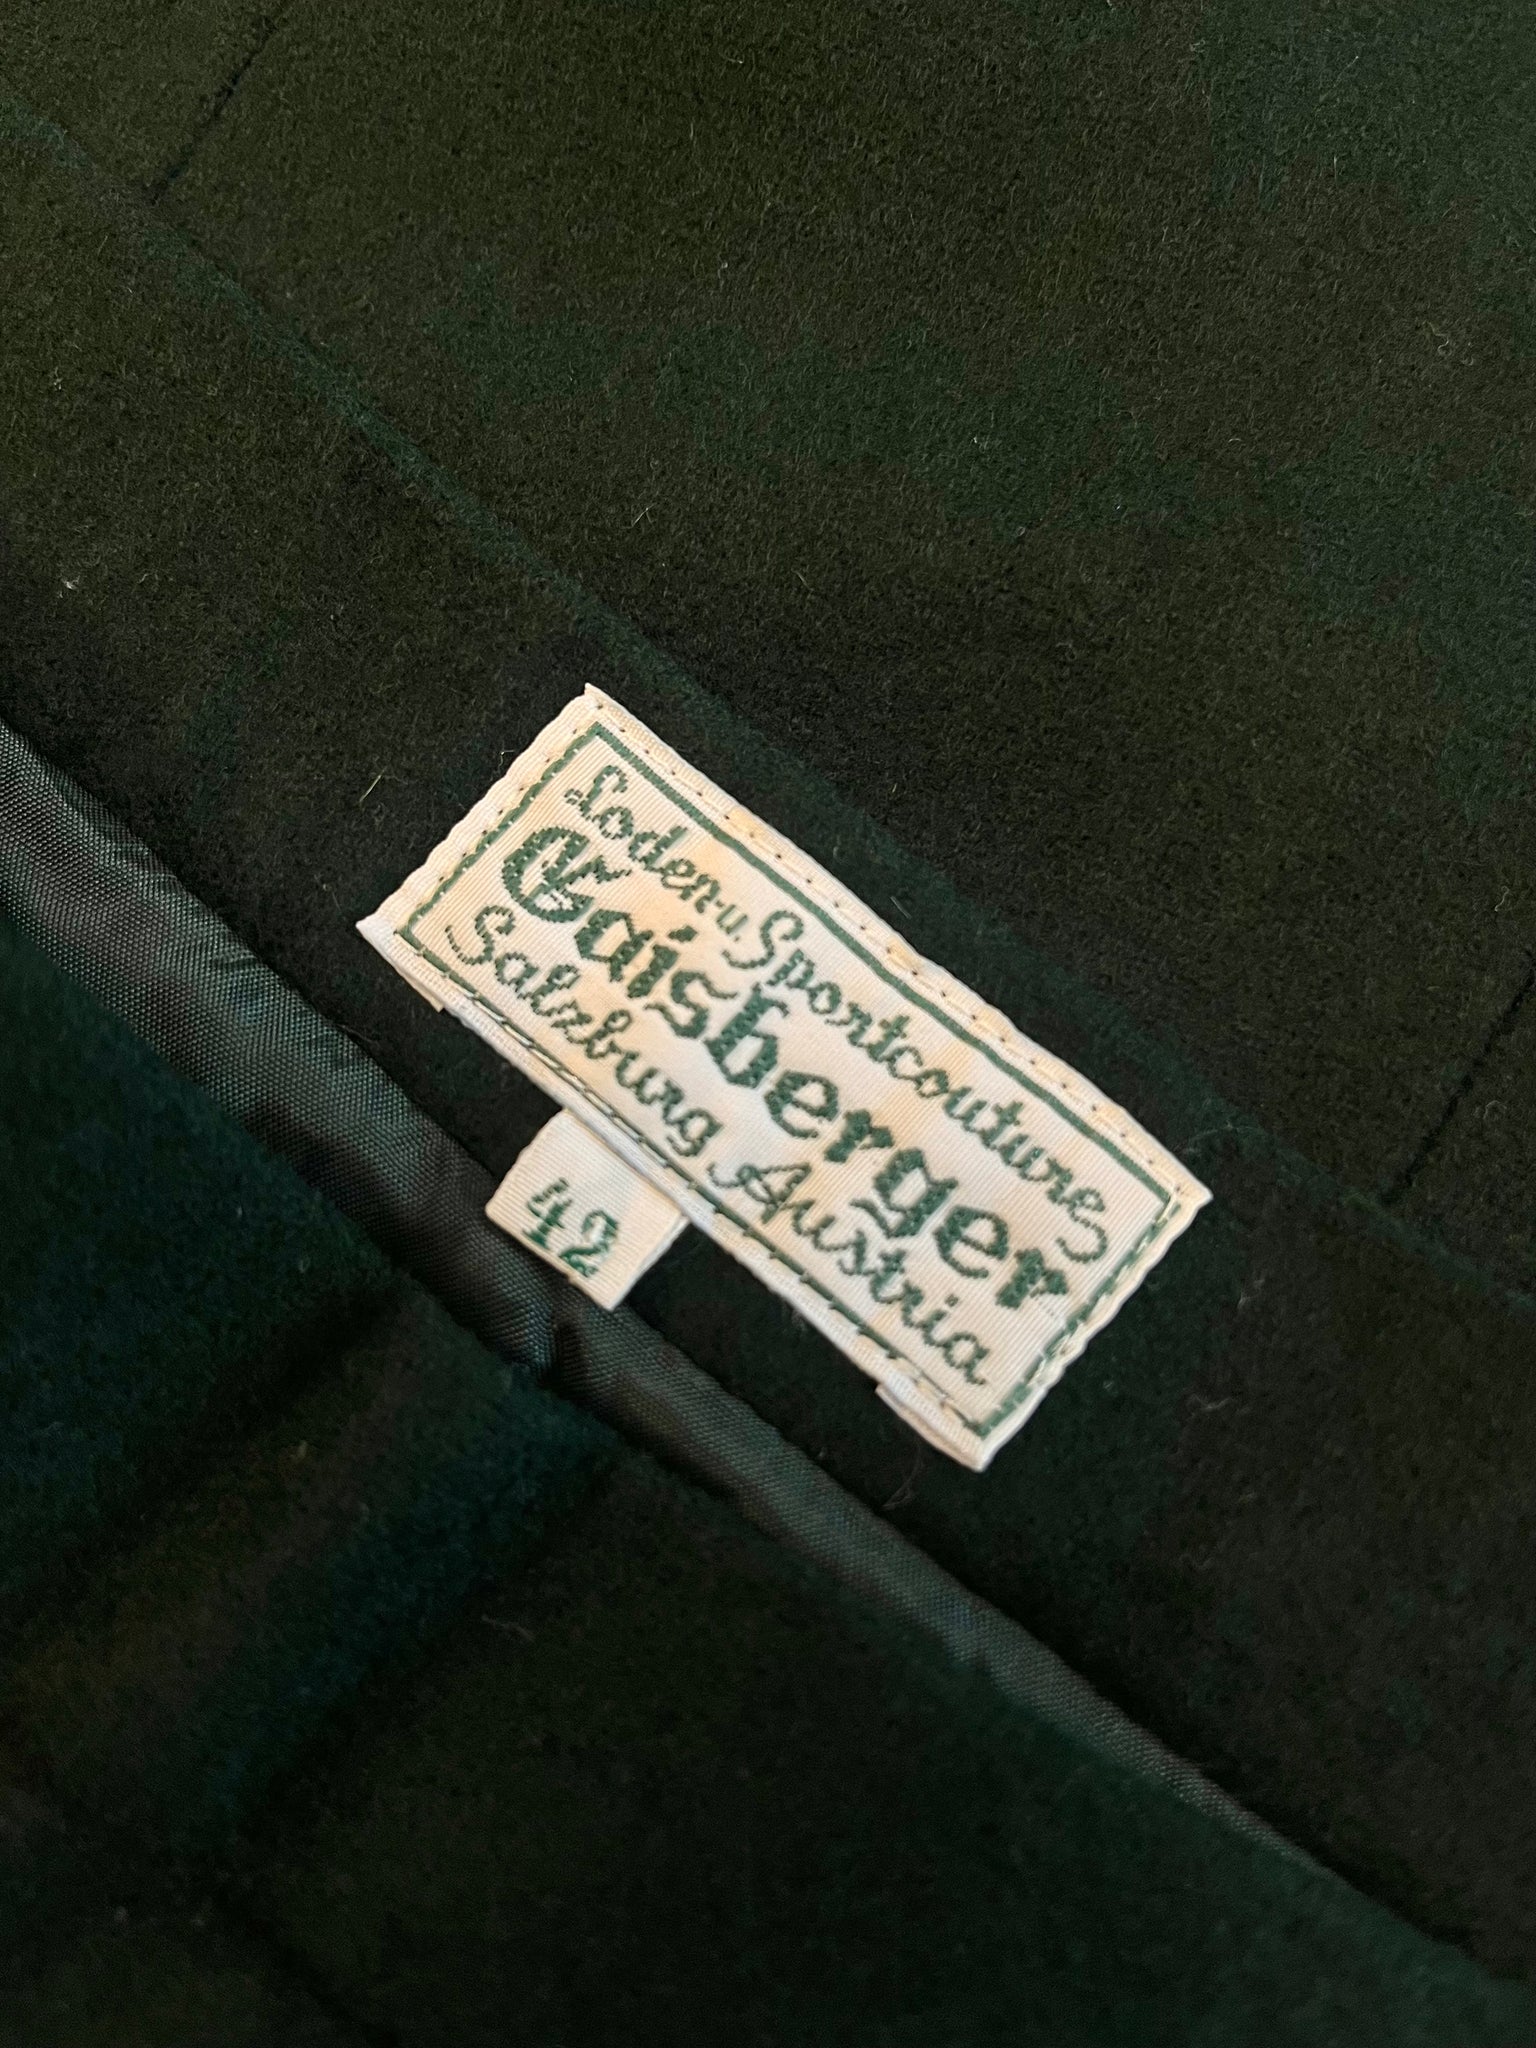 Loden-u. Sportcouture
Gaisberger
Salzburg Austria
42